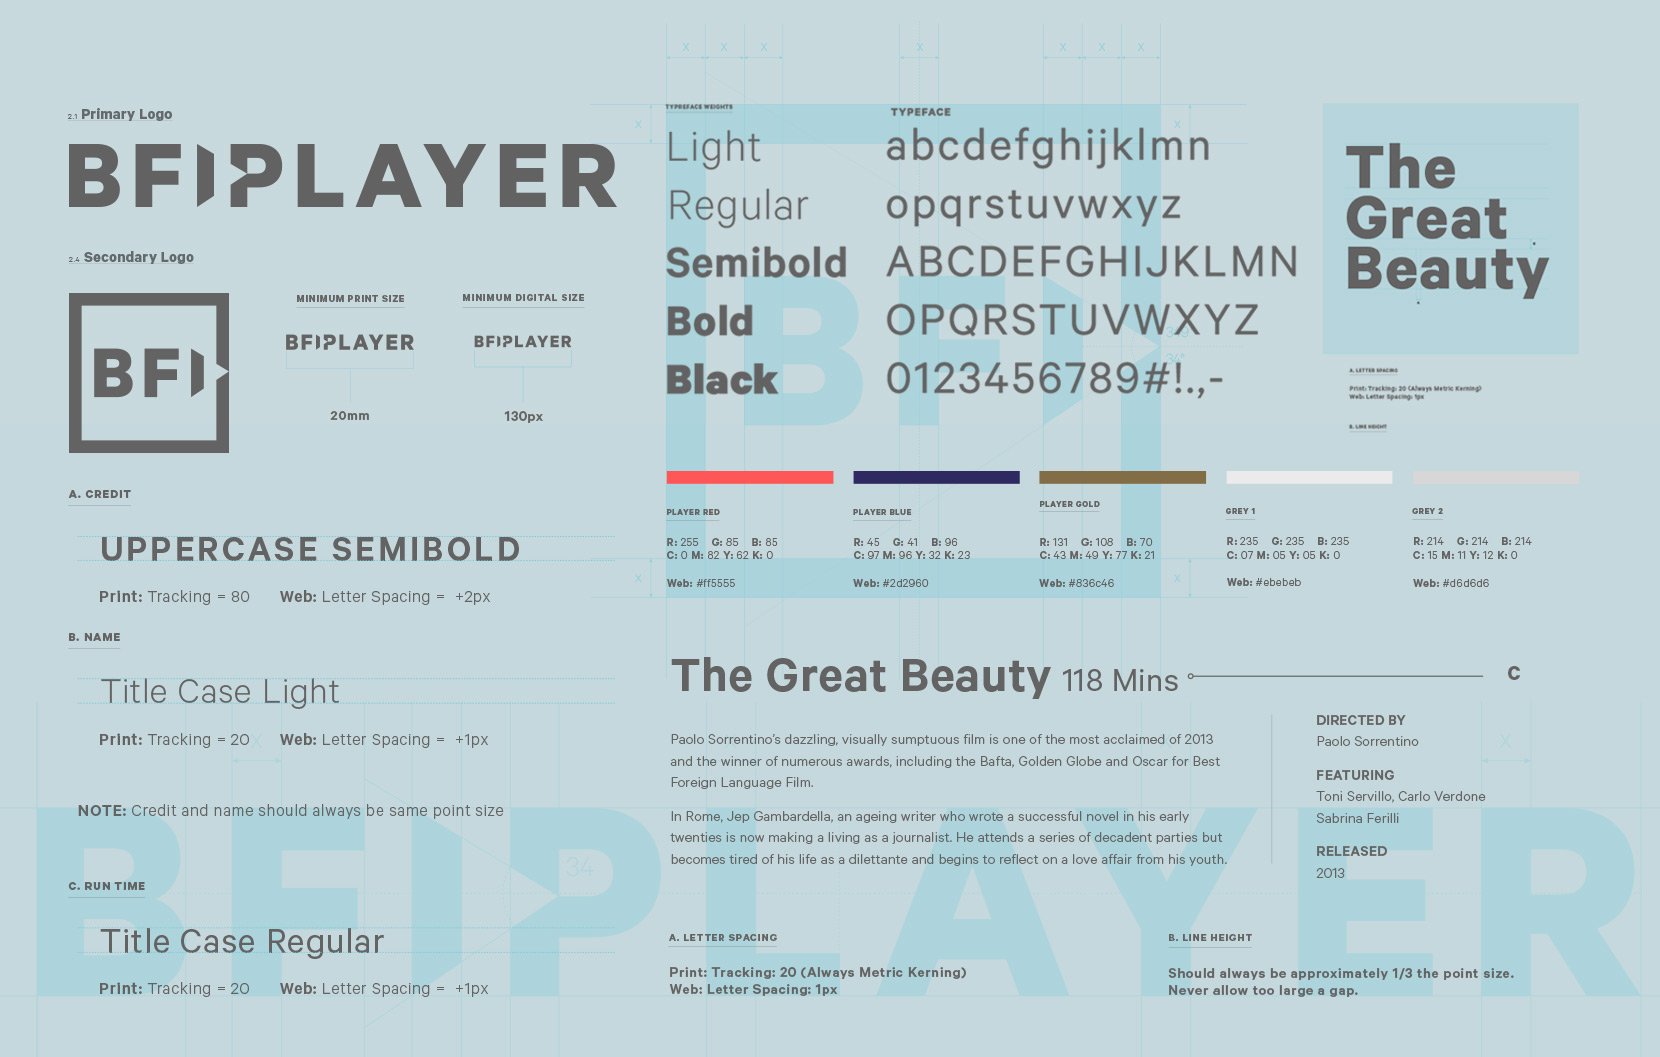 2.1 Primary Logo
BFIPLAYER
2.4 Secondary Logo
BFI
MINIMUM PRINT SIZE
BFIPLAYER
20mm
MINIMUM DIGITAL SIZE
BFIPLAYER
130px
A. CREDIT
UPPERCASE SEMIBOLD
Print: Tracking = 80 Web: Letter Spacing = +2px
B. NAME
Title Case Light
Print: Tracking = 20 Web: Letter Spacing = +1px
NOTE: Credit and name should always be same point size
C. RUN TIME
Title Case Regular
Print: Tracking = 20 Web: Letter Spacing = +1px
X X X X X X X
X X
TYPREFACE WEIGHTS
Light
Regular
Semibold
Bold
Black
TYPEFACE
abcdefghijklmn
opqrstuvwxyz
ABCDEFGHIJKLMN
OPQRSTUVWXYZ
0123456789#!.,-
BFI
34°
X X
The
Great
Beauty
A. LETTER SPACING
Print: Tracking: 20 (Always Metric Kerning)
Web: Letter Spacing: 1px
B. LINE HEIGHT
PLAYER RED
R: 255 G: 85 B: 85
C: 0 M: 82 Y: 62 K: 0
Web: #ff5555
PLAYER BLUE
R: 45 G: 41 B: 96
C: 97 M: 96 Y: 32 K: 23
Web: #2d2960
PLAYER GOLD
R: 131 G: 108 B: 70
C: 43 M: 49 Y: 77 K: 21
Web: #836c46
GREY 1
R: 235 G: 235 B: 235
C: 07 M: 05 Y: 05 K: 0
Web: #ebebeb
GREY 2
R: 214 G: 214 B: 214
C: 15 M: 11 Y: 12 K: 0
Web: #d6d6d6
The Great Beauty 118 Mins C
Paolo Sorrentino's dazzling, visually sumptuous film is one of the most acclaimed of 2013
and the winner of numerous awards, including the Bafta, Golden Globe and Oscar for Best
Foreign Language Film.
In Rome, Jep Gambardella, an ageing writer who wrote a successful novel in his early
twenties is now making a living as a journalist. He attends a series of decadent parties but
becomes tired of his life as a dilettante and begins to reflect on a love affair from his youth.
DIRECTED BY
Paolo Sorrentino
FEATURING
Toni Servillo, Carlo Verdone
Sabrina Ferilli
RELEASED
2013
X X
34
BFIPLAYER
A. LETTER SPACING
Print: Tracking: 20 (Always Metric Kerning)
Web: Letter Spacing: 1px
B. LINE HEIGHT
Should always be approximately 1/3 the point size.
Never allow too large a gap.